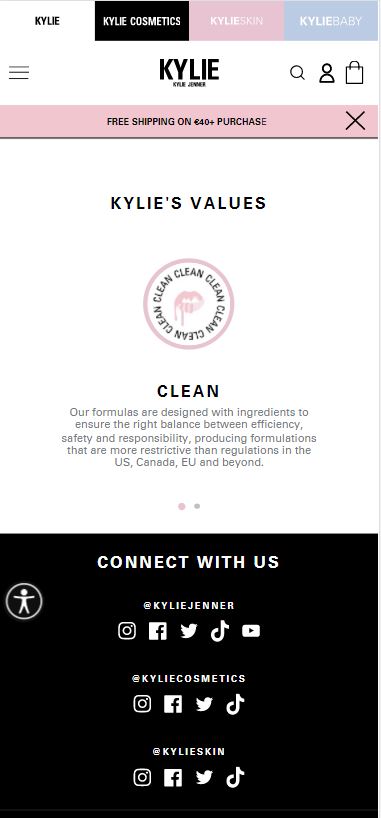 KYLIE
KYLIE COSMETICS
KYLIESKIN
KYLIEBABY
KYLIE
KYLIE JENNER
FREE SHIPPING ON €40+ PURCHASE
KYLIE'S VALUES
CLEAN CLEAN CLEAN CLEAN CLEAN CLEAN
CLEAN
Our formulas are designed with ingredients to
ensure the right balance between efficiency,
safety and responsibility, producing formulations
that are more restrictive than regulations in the
US, Canada, EU and beyond.
CONNECT WITH US
@KYLIEJENNER
@KYLIECOSMETICS
@KYLIESKIN